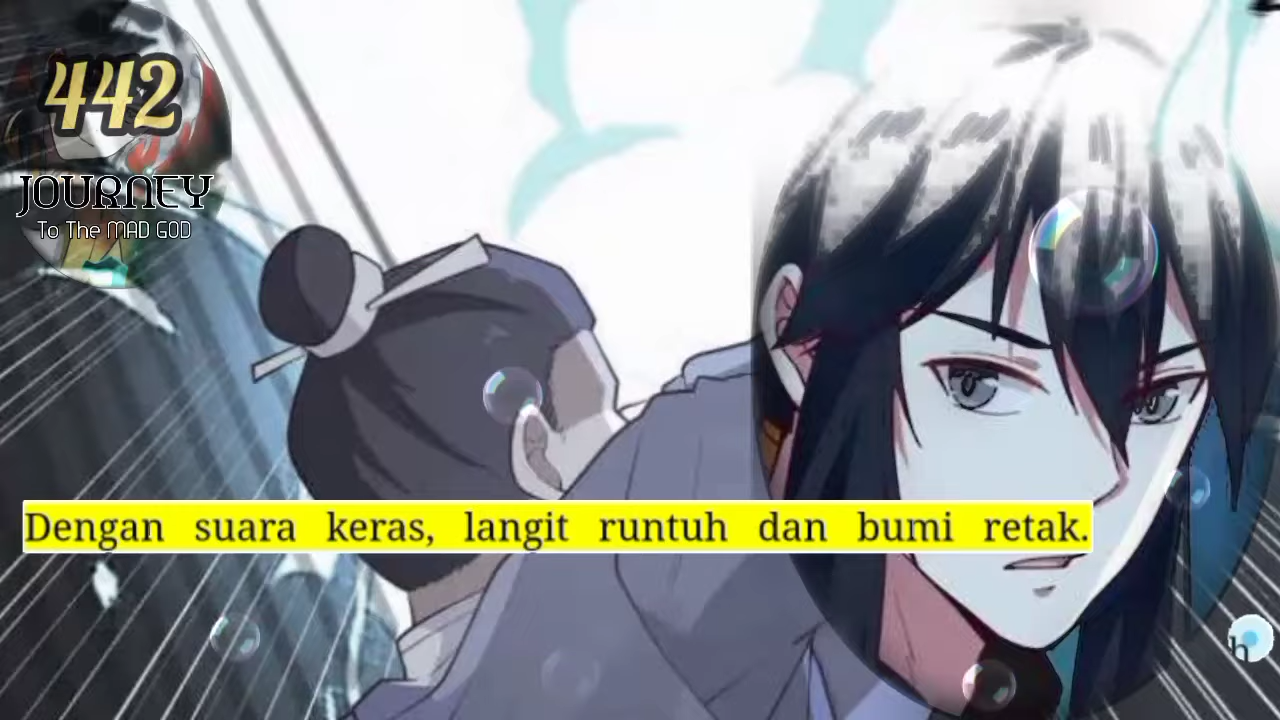 442
JOURNEY
To The MAD GOD
Dengan suara keras, langit runtuh dan bumi retak.
h